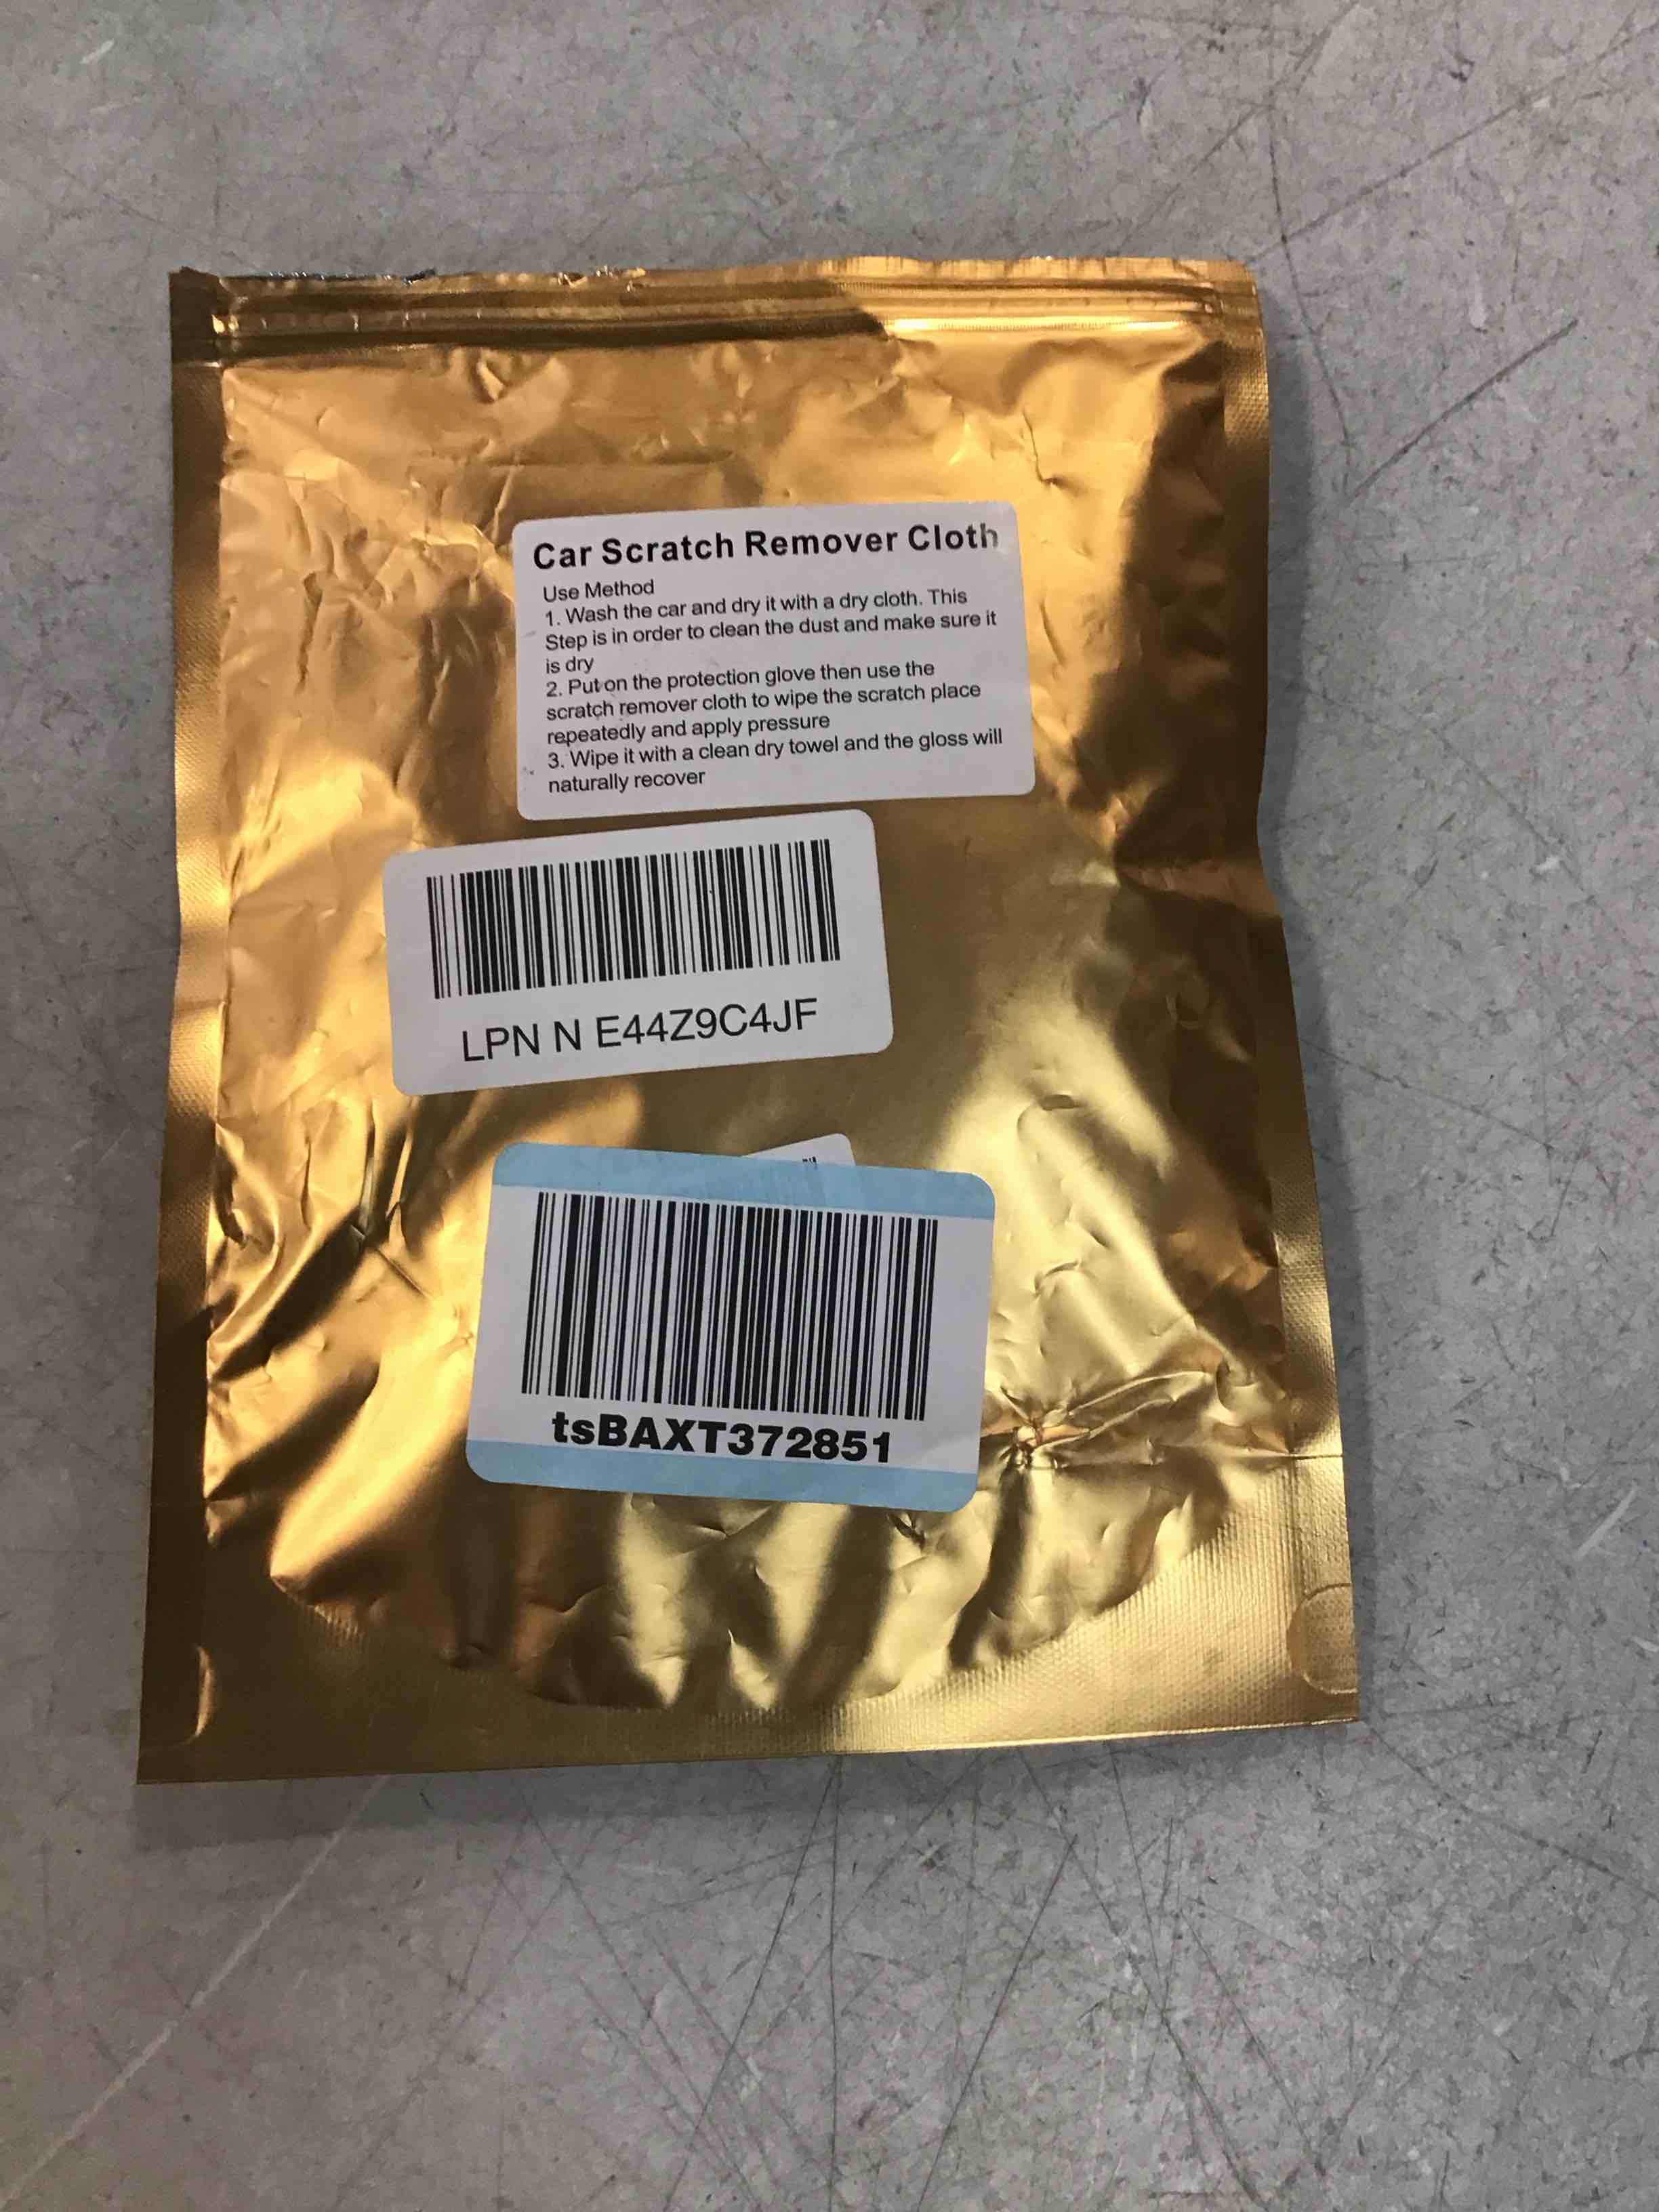 Car Scratch Remover Cloth
Use Method
1. Wash the car and dry it with a dry cloth. This
Step is in order to clean the dust and make sure it
is dry
2. Put on the protection glove then use the
scratch remover cloth to wipe the scratch place
repeatedly and apply pressure
3. Wipe it with a clean dry towel and the gloss will
naturally recover
LPN N E44Z9C4JF
tsBAXT372851